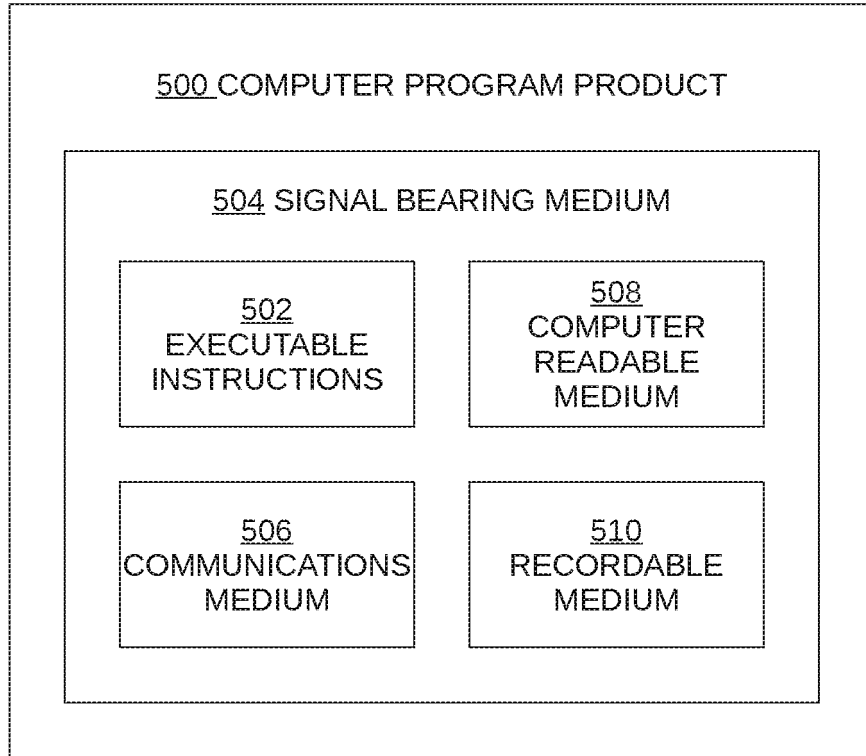 500 COMPUTER PROGRAM PRODUCT
504 SIGNAL BEARING MEDIUM
502
EXECUTABLE
INSTRUCTIONS
508
COMPUTER
READABLE
MEDIUM
506
COMMUNICATIONS
MEDIUM
510
RECORDABLE
MEDIUM